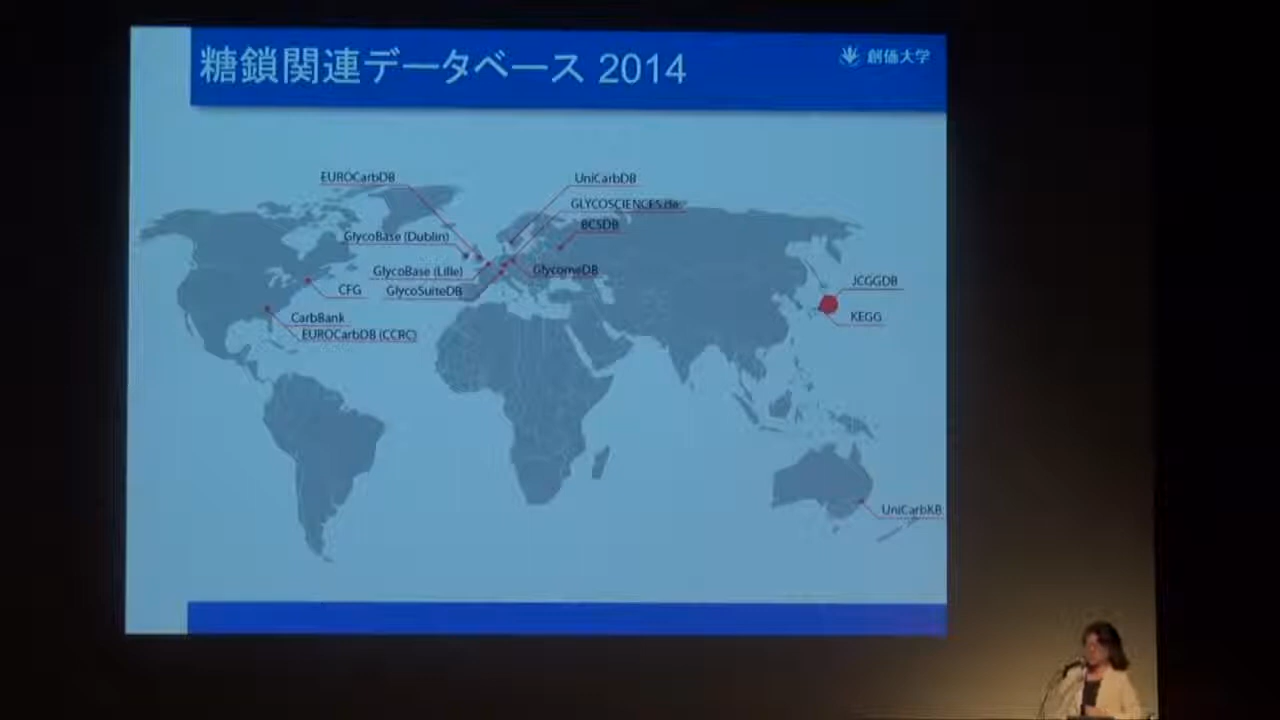 糖鎖関連データベース 2014
創価大学
EUROCarbDB
UniCarbDB
GLYCOSCIENCES.de
BCSDB
GlycoBase (Dublin)
GlycoBase (Lille)
GlycomeDB
GlycoSuiteDB
CFG
CarbBank
EUROCarbDB (CCRC)
JCGGDB
KEGG
UniCarbKB